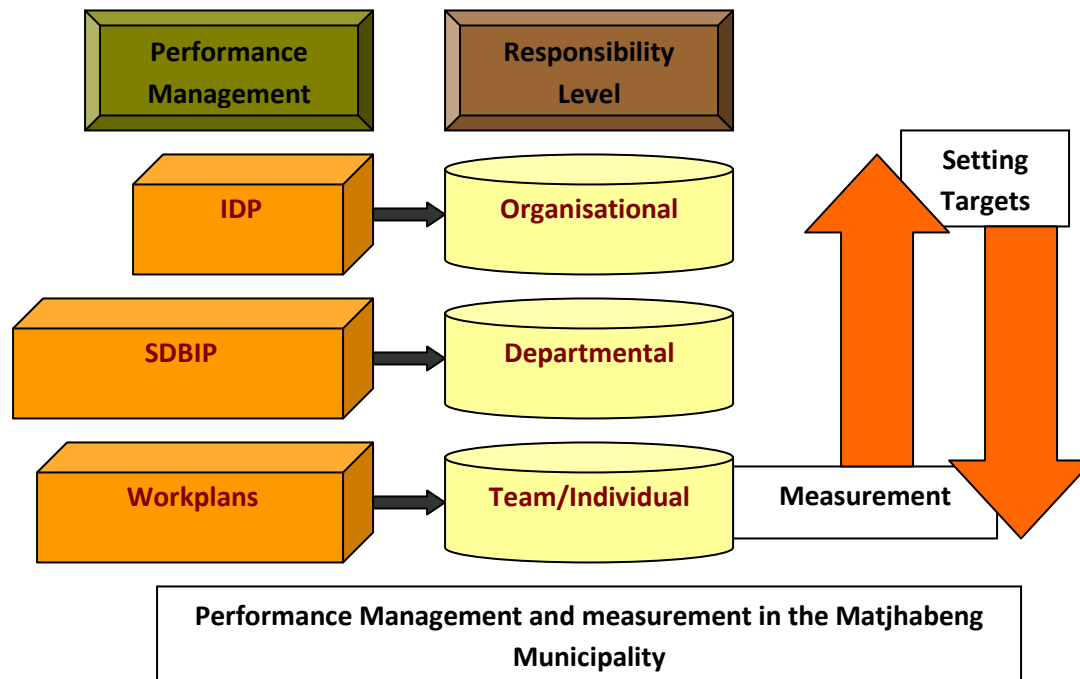 Performance
Management
Responsibility
Level
Setting
Targets
IDP
Organisational
SDBIP
Departmental
Workplans
Team/Individual
Measurement
Performance Management and measurement in the Matjhabeng
Municipality